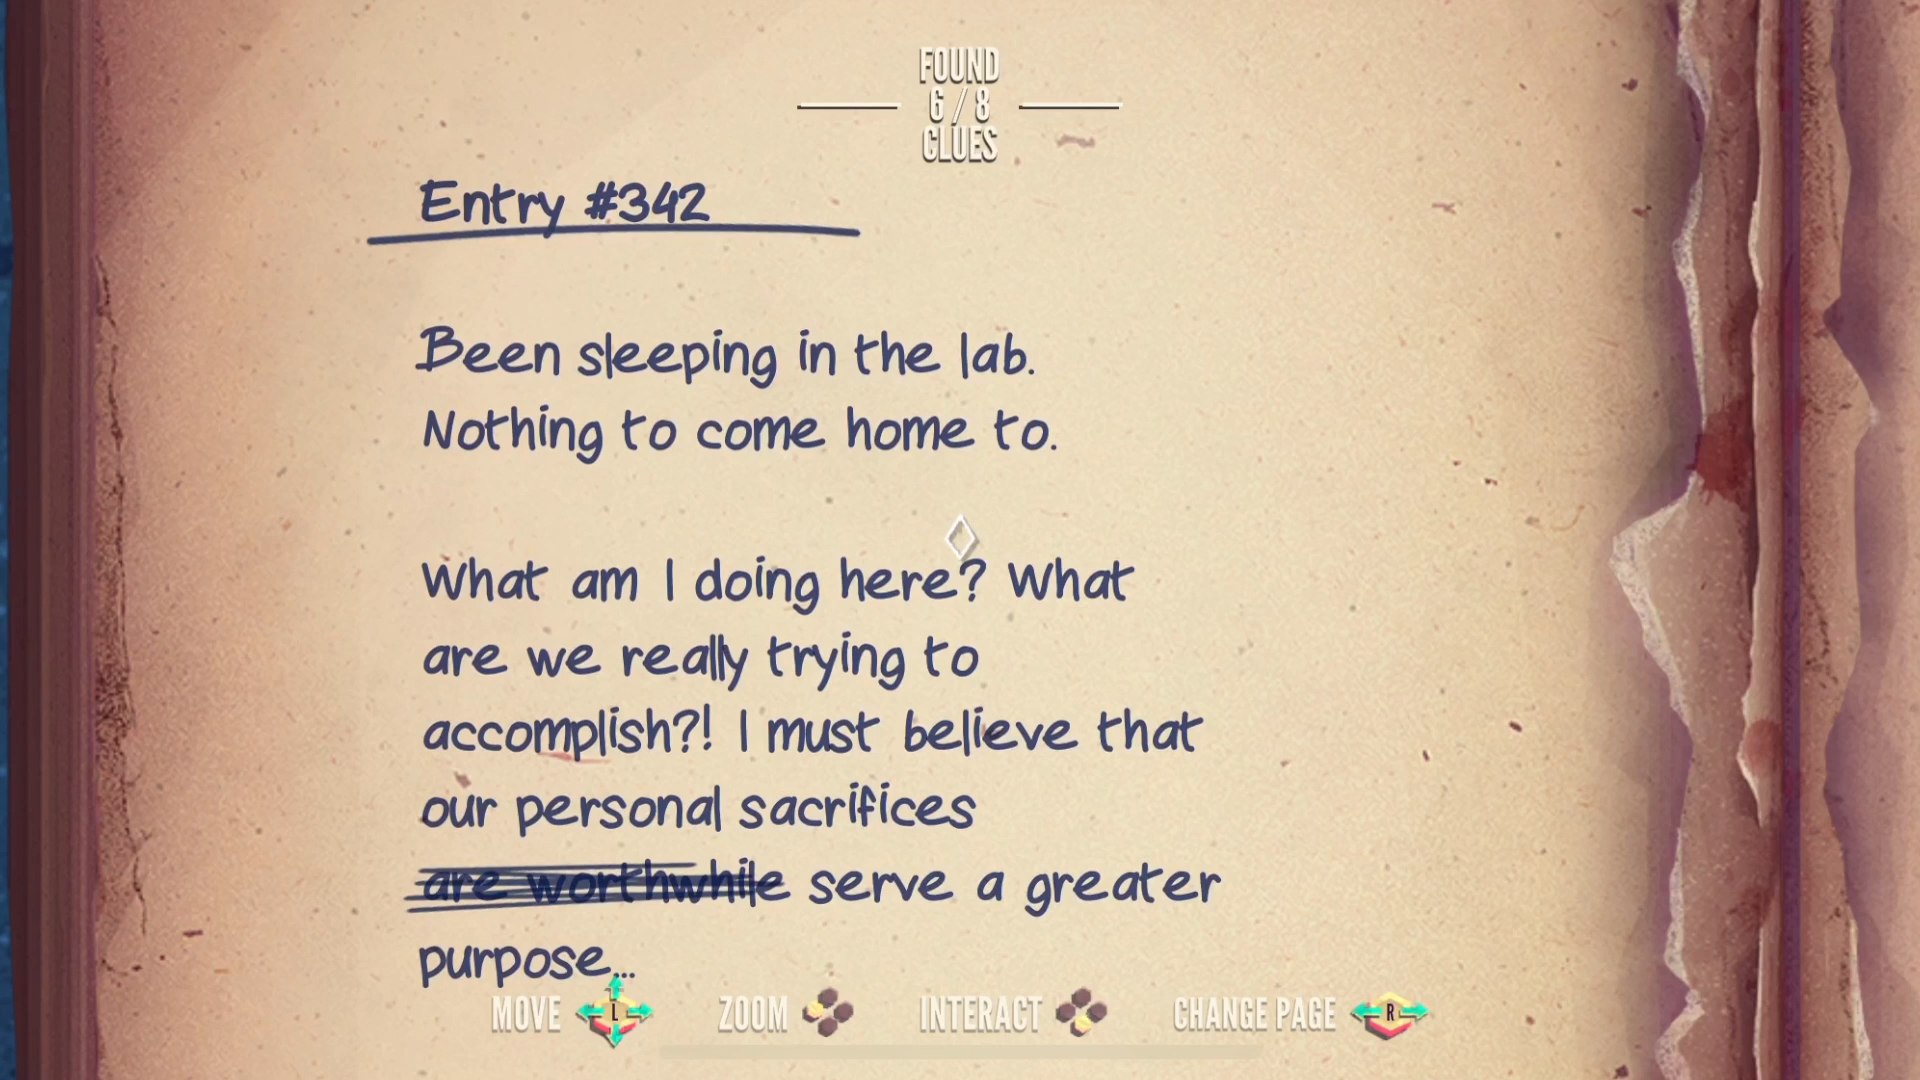 FOUND
6 / 8
CLUES
Entry #342
Been sleeping in the lab.
Nothing to come home to.
What am I doing here? What
are we really trying to
accomplish?! I must believe that
our personal sacrifices
are worthwhile serve a greater
purpose...
MOVE L ZOOM INTERACT CHANGE PAGE R